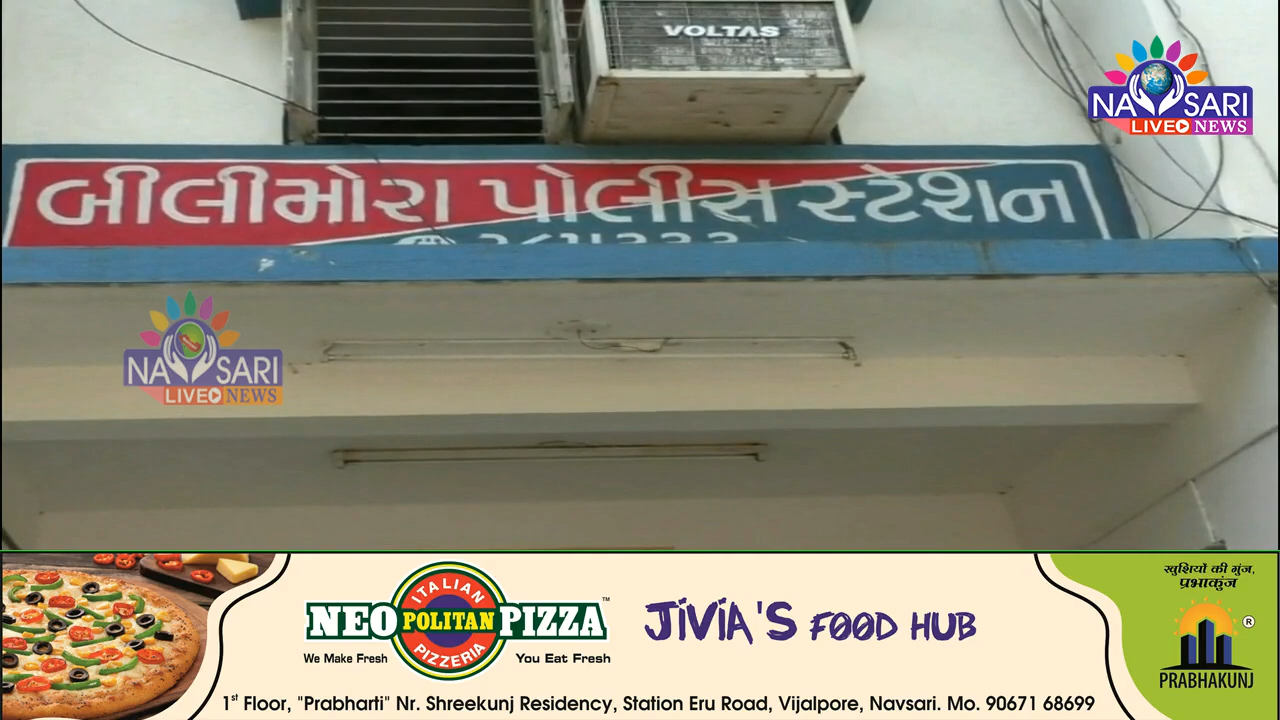 VOLTAS
NAVSARI
LIVE NEWS
બીલીમોરા પોલીસ સ્ટેશન
NAVSARI
LIVE NEWS
ITALIAN
NEO POLITAN PIZZA ™
PIZZERIA
We Make Fresh You Eat Fresh
JIVIA'S FOOD HUB
खुशियों की गुंज,
प्रभाकुंज
®
PRABHAKUNJ
1st Floor, "Prabharti" Nr. Shreekunj Residency, Station Eru Road, Vijalpore, Navsari. Mo. 90671 68699